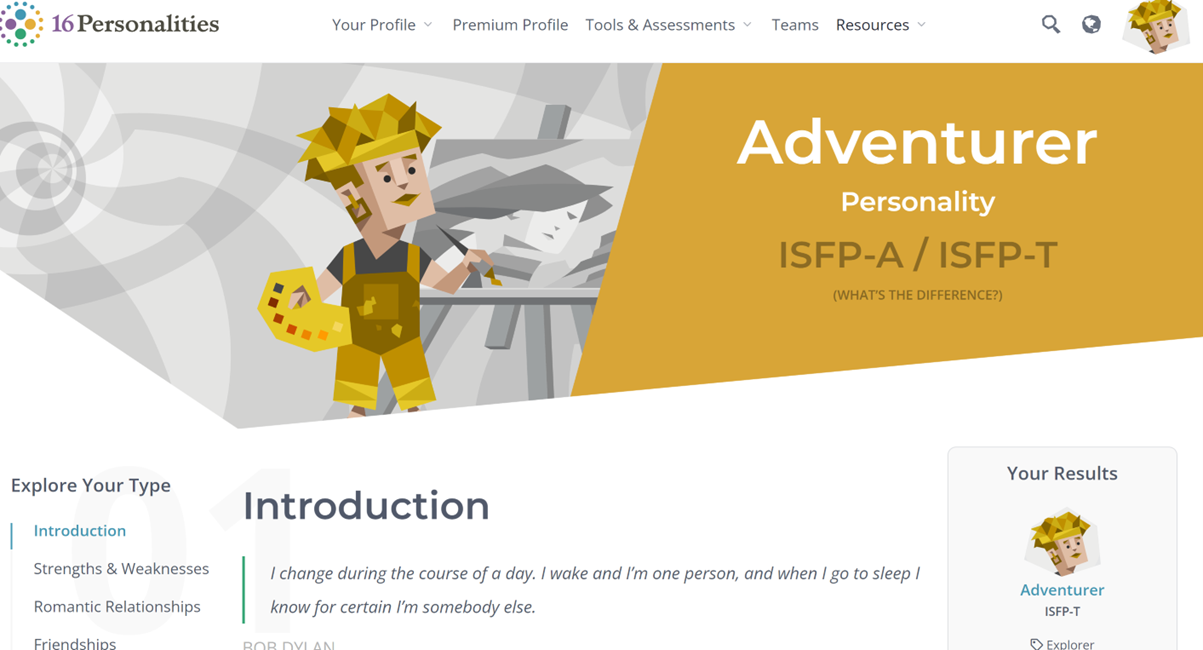 16Personalities
Your Profile
Premium Profile
Tools & Assessments
Teams
Resources
Adventurer
Personality
ISFP-A / ISFP-T
(WHAT'S THE DIFFERENCE?)
01
Explore Your Type
Introduction
Strengths & Weaknesses
Romantic Relationships
Friendships
Introduction
I change during the course of a day. I wake and I’m one person, and when I go to sleep I
know for certain I’m somebody else.
BOB DYLAN
Your Results
Adventurer
ISFP-T
Explorer